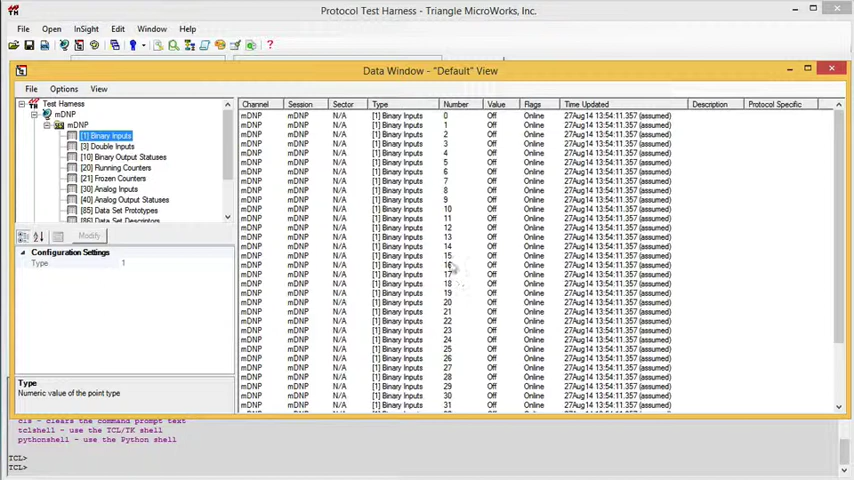 Protocol Test Harness - Triangle MicroWorks, Inc.
File Open InSight Edit Window Help
Data Window - "Default" View
File Options View
Test Harness
mDNP
mDNP
[1] Binary Inputs
[3] Double Inputs
[10] Binary Output Statuses
[20] Running Counters
[21] Frozen Counters
[30] Analog Inputs
[40] Analog Output Statuses
[85] Data Set Prototypes
[86] Data Set Descriptors
Modify
Configuration Settings
Type 1
Type
Numeric value of the point type
Channel Session Sector Type Number Value Flags Time Updated Description Protocol Specific
mDNP mDNP N/A [1] Binary Inputs 0 Off Online 27Aug14 13:54:11.357 (assumed)
mDNP mDNP N/A [1] Binary Inputs 1 Off Online 27Aug14 13:54:11.357 (assumed)
mDNP mDNP N/A [1] Binary Inputs 2 Off Online 27Aug14 13:54:11.357 (assumed)
mDNP mDNP N/A [1] Binary Inputs 3 Off Online 27Aug14 13:54:11.357 (assumed)
mDNP mDNP N/A [1] Binary Inputs 4 Off Online 27Aug14 13:54:11.357 (assumed)
mDNP mDNP N/A [1] Binary Inputs 5 Off Online 27Aug14 13:54:11.357 (assumed)
mDNP mDNP N/A [1] Binary Inputs 6 Off Online 27Aug14 13:54:11.357 (assumed)
mDNP mDNP N/A [1] Binary Inputs 7 Off Online 27Aug14 13:54:11.357 (assumed)
mDNP mDNP N/A [1] Binary Inputs 8 Off Online 27Aug14 13:54:11.357 (assumed)
mDNP mDNP N/A [1] Binary Inputs 9 Off Online 27Aug14 13:54:11.357 (assumed)
mDNP mDNP N/A [1] Binary Inputs 10 Off Online 27Aug14 13:54:11.357 (assumed)
mDNP mDNP N/A [1] Binary Inputs 11 Off Online 27Aug14 13:54:11.357 (assumed)
mDNP mDNP N/A [1] Binary Inputs 12 Off Online 27Aug14 13:54:11.357 (assumed)
mDNP mDNP N/A [1] Binary Inputs 13 Off Online 27Aug14 13:54:11.357 (assumed)
mDNP mDNP N/A [1] Binary Inputs 14 Off Online 27Aug14 13:54:11.357 (assumed)
mDNP mDNP N/A [1] Binary Inputs 15 Off Online 27Aug14 13:54:11.357 (assumed)
mDNP mDNP N/A [1] Binary Inputs 16 Off Online 27Aug14 13:54:11.357 (assumed)
mDNP mDNP N/A [1] Binary Inputs 17 Off Online 27Aug14 13:54:11.357 (assumed)
mDNP mDNP N/A [1] Binary Inputs 18 Off Online 27Aug14 13:54:11.357 (assumed)
mDNP mDNP N/A [1] Binary Inputs 19 Off Online 27Aug14 13:54:11.357 (assumed)
mDNP mDNP N/A [1] Binary Inputs 20 Off Online 27Aug14 13:54:11.357 (assumed)
mDNP mDNP N/A [1] Binary Inputs 21 Off Online 27Aug14 13:54:11.357 (assumed)
mDNP mDNP N/A [1] Binary Inputs 22 Off Online 27Aug14 13:54:11.357 (assumed)
mDNP mDNP N/A [1] Binary Inputs 23 Off Online 27Aug14 13:54:11.357 (assumed)
mDNP mDNP N/A [1] Binary Inputs 24 Off Online 27Aug14 13:54:11.357 (assumed)
mDNP mDNP N/A [1] Binary Inputs 25 Off Online 27Aug14 13:54:11.357 (assumed)
mDNP mDNP N/A [1] Binary Inputs 26 Off Online 27Aug14 13:54:11.357 (assumed)
mDNP mDNP N/A [1] Binary Inputs 27 Off Online 27Aug14 13:54:11.357 (assumed)
mDNP mDNP N/A [1] Binary Inputs 28 Off Online 27Aug14 13:54:11.357 (assumed)
mDNP mDNP N/A [1] Binary Inputs 29 Off Online 27Aug14 13:54:11.357 (assumed)
mDNP mDNP N/A [1] Binary Inputs 30 Off Online 27Aug14 13:54:11.357 (assumed)
mDNP mDNP N/A [1] Binary Inputs 31 Off Online 27Aug14 13:54:11.357 (assumed)
cls - clears the command prompt text
tclshell - use the TCL/TK shell
pythonshell - use the Python shell
TCL>
TCL>